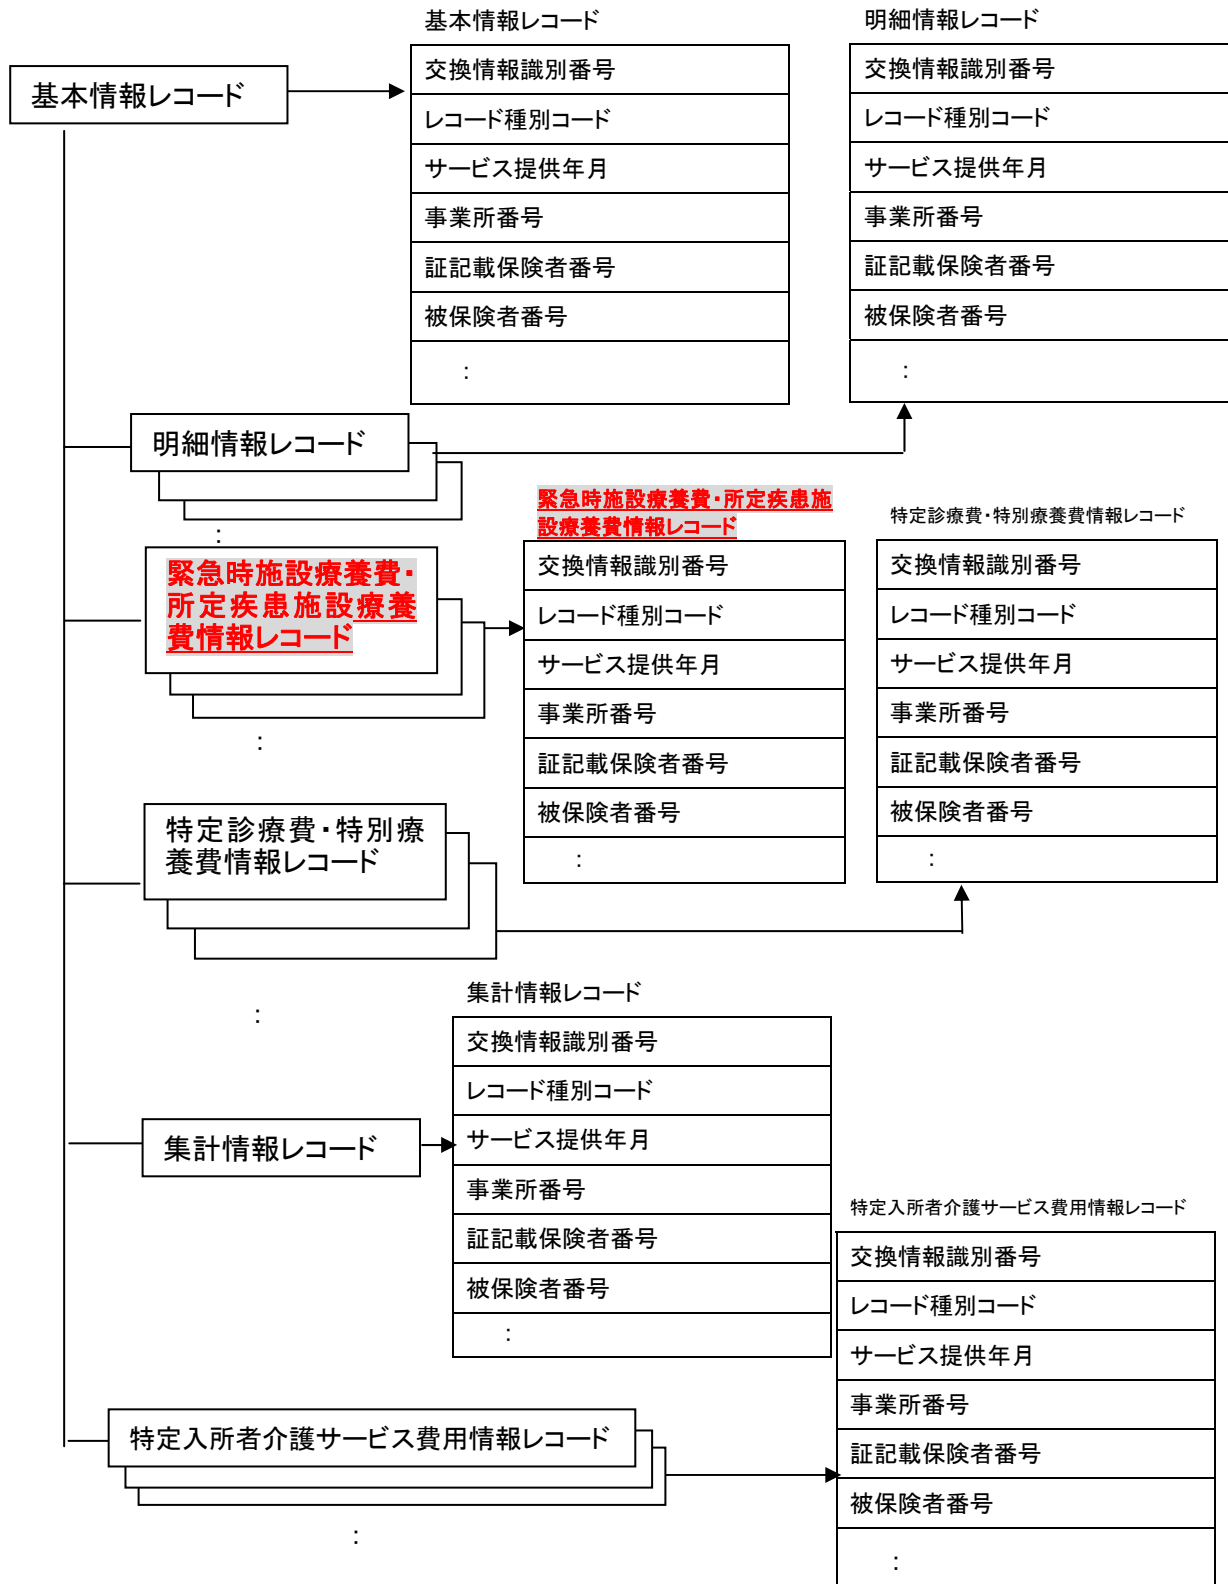 基本情報レコード
基本情報レコード
交換情報識別番号
レコード種別コード
サービス提供年月
事業所番号
証記載保険者番号
被保険者番号
:
明細情報レコード
交換情報識別番号
レコード種別コード
サービス提供年月
事業所番号
証記載保険者番号
被保険者番号
:
明細情報レコード
:
緊急時施設療養費・
所定疾患施設療養
費情報レコード
:
緊急時施設療養費・所定疾患施
設療養費情報レコード
交換情報識別番号
レコード種別コード
サービス提供年月
事業所番号
証記載保険者番号
被保険者番号
:
特定診療費・特別療養費情報レコード
交換情報識別番号
レコード種別コード
サービス提供年月
事業所番号
証記載保険者番号
被保険者番号
:
特定診療費・特別療
養費情報レコード
:
集計情報レコード
集計情報レコード
交換情報識別番号
レコード種別コード
サービス提供年月
事業所番号
証記載保険者番号
被保険者番号
:
特定入所者介護サービス費用情報レコード
:
特定入所者介護サービス費用情報レコード
交換情報識別番号
レコード種別コード
サービス提供年月
事業所番号
証記載保険者番号
被保険者番号
: